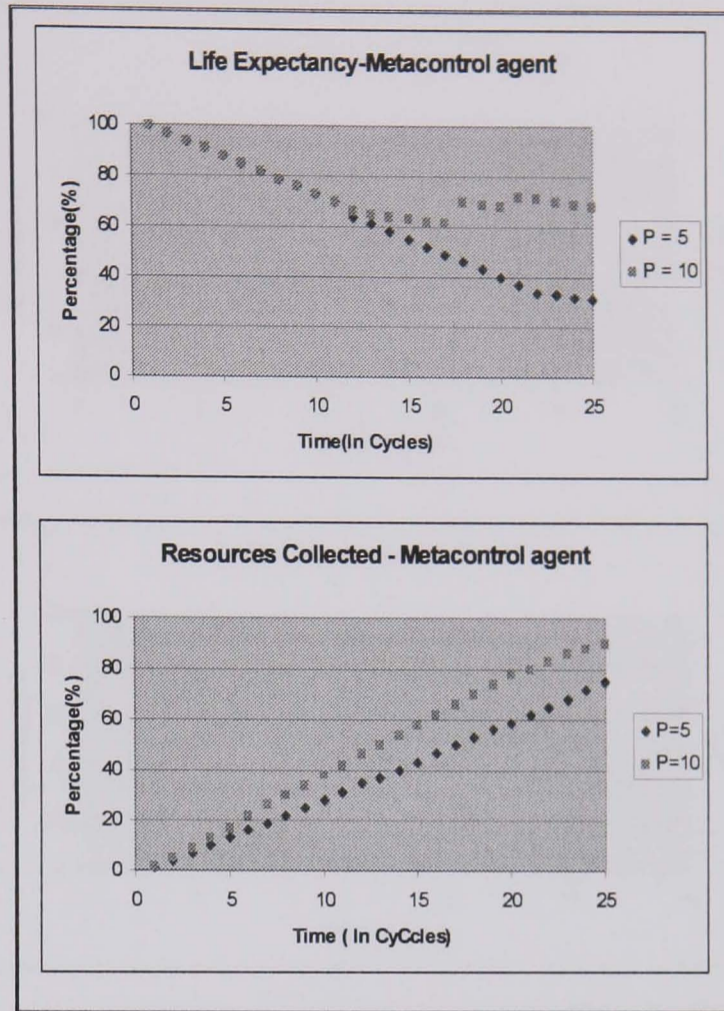 Life Expectancy-Metacontrol agent
100
80
60
40
20
0
Percentage(%)
0 5 10 15 20 25
Time(In Cycles)
P = 5
P = 10
Resources Collected - Metacontrol agent
100
80
60
40
20
0
Percentage(%)
0 5 10 15 20 25
Time ( In CyCcles)
P=5
P=10